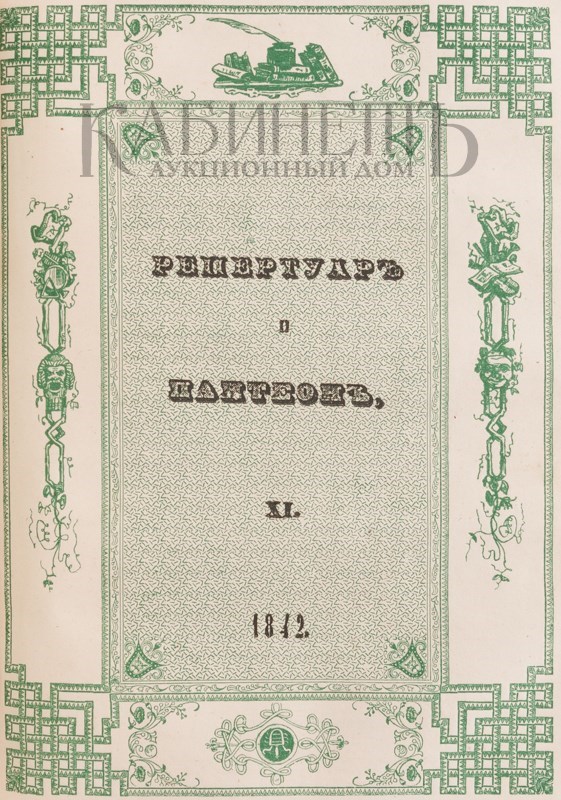 КАБИНЕТЪ
АУКЦИОННЫЙ ДОМ
РЕПЕРТУАРЪ
И
ПАНТЕОНЪ,
XI.
1842.